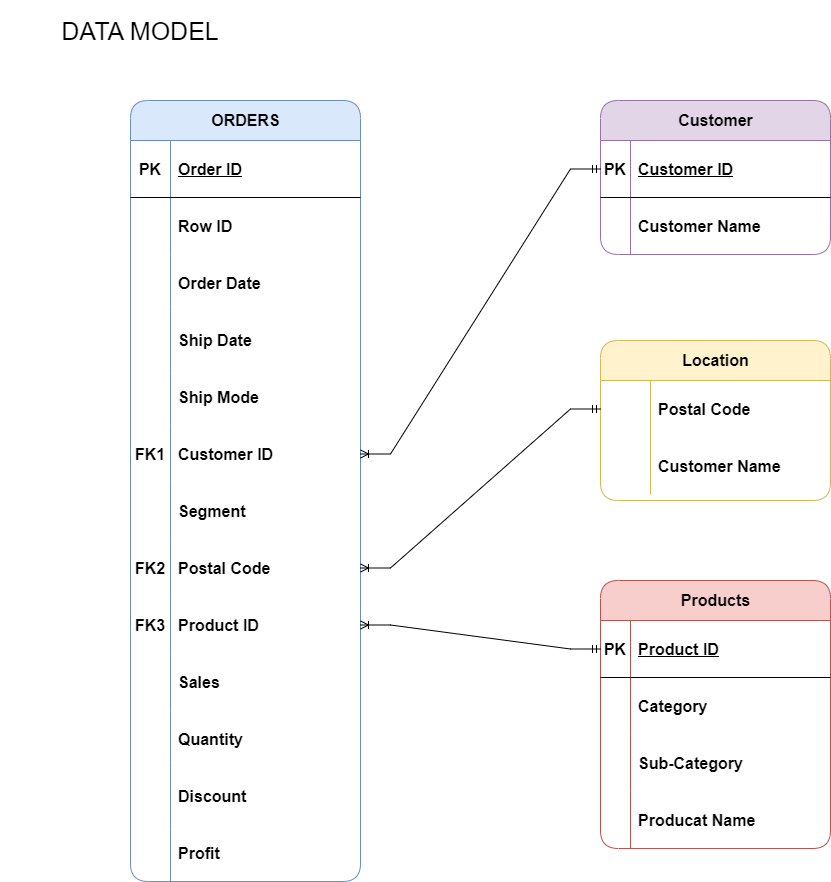 DATA MODEL
ORDERS
PK Order ID
Row ID
Order Date
Ship Date
Ship Mode
FK1 Customer ID
Segment
FK2 Postal Code
FK3 Product ID
Sales
Quantity
Discount
Profit
Customer
PK Customer ID
Customer Name
Location
Postal Code
Customer Name
Products
PK Product ID
Category
Sub-Category
Producat Name